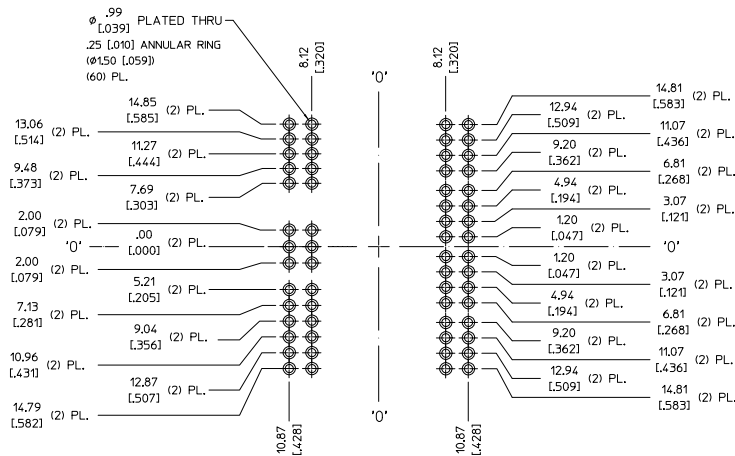 ø .99
[.039] PLATED THRU
.25 [.010] ANNULAR RING
(ø1.50 [.059])
(60) PL.
8.12
[.320]
'0'
8.12
[.320]
14.85
[.585] (2) PL.
13.06
[.514] (2) PL.
11.27
[.444] (2) PL.
9.48
[.373] (2) PL.
7.69
[.303] (2) PL.
2.00
[.079] (2) PL.
'0'
.00
[.000] (2) PL.
2.00
[.079] (2) PL.
5.21
[.205] (2) PL.
7.13
[.281] (2) PL.
9.04
[.356] (2) PL.
10.96
[.431] (2) PL.
12.87
[.507] (2) PL.
14.79
[.582] (2) PL.
14.81
[.583] (2) PL.
12.94
[.509] (2) PL.
11.07
[.436] (2) PL.
9.20
[.362] (2) PL.
6.81
[.268] (2) PL.
4.94
[.194] (2) PL.
3.07
[.121] (2) PL.
1.20
[.047] (2) PL.
'0'
1.20
[.047] (2) PL.
3.07
[.121] (2) PL.
4.94
[.194] (2) PL.
6.81
[.268] (2) PL.
9.20
[.362] (2) PL.
11.07
[.436] (2) PL.
12.94
[.509] (2) PL.
14.81
[.583] (2) PL.
10.87
[.428]
'0'
10.87
[.428]